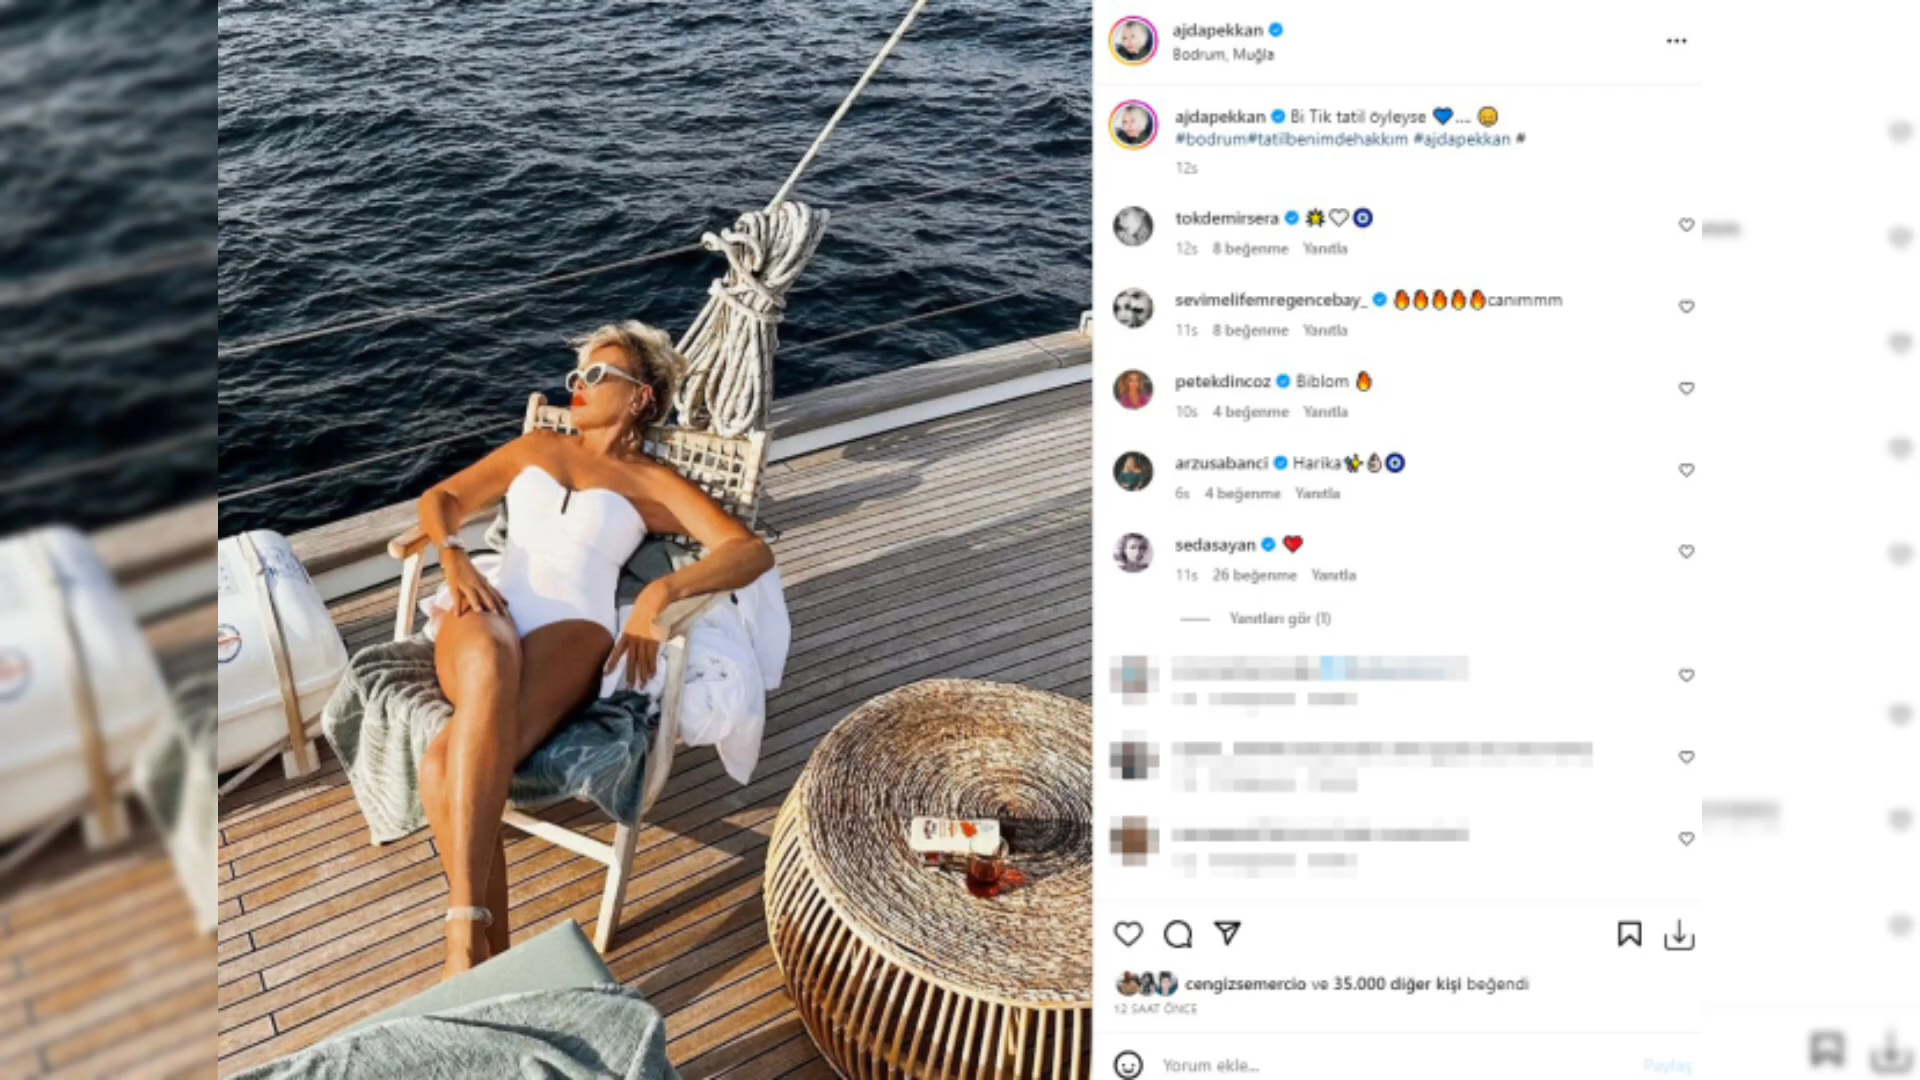 ajdapekkan
Bodrum, Muğla
ajdapekkan Bi Tik tatil öyleyse 💙.... 😊
#bodrum#tatilbenimdehakkım #ajdapekkan #
12s
tokdemirsera 🌟🤍🧿
12s 8 beğenme Yanıtla
sevimelifemregencebay_ 🔥🔥🔥🔥🔥canımmm
11s 8 beğenme Yanıtla
petekdincoz Biblom 🔥
10s 4 beğenme Yanıtla
arzusabanci Harika 🧿
6s 4 beğenme Yanıtla
sedasayan ❤️
11s 26 beğenme Yanıtla
Yanıtları gör (1)
cengizsemercio ve 35.000 diğer kişi beğendi
12 SAAT ÖNCE
Yorum ekle...
Paylaş